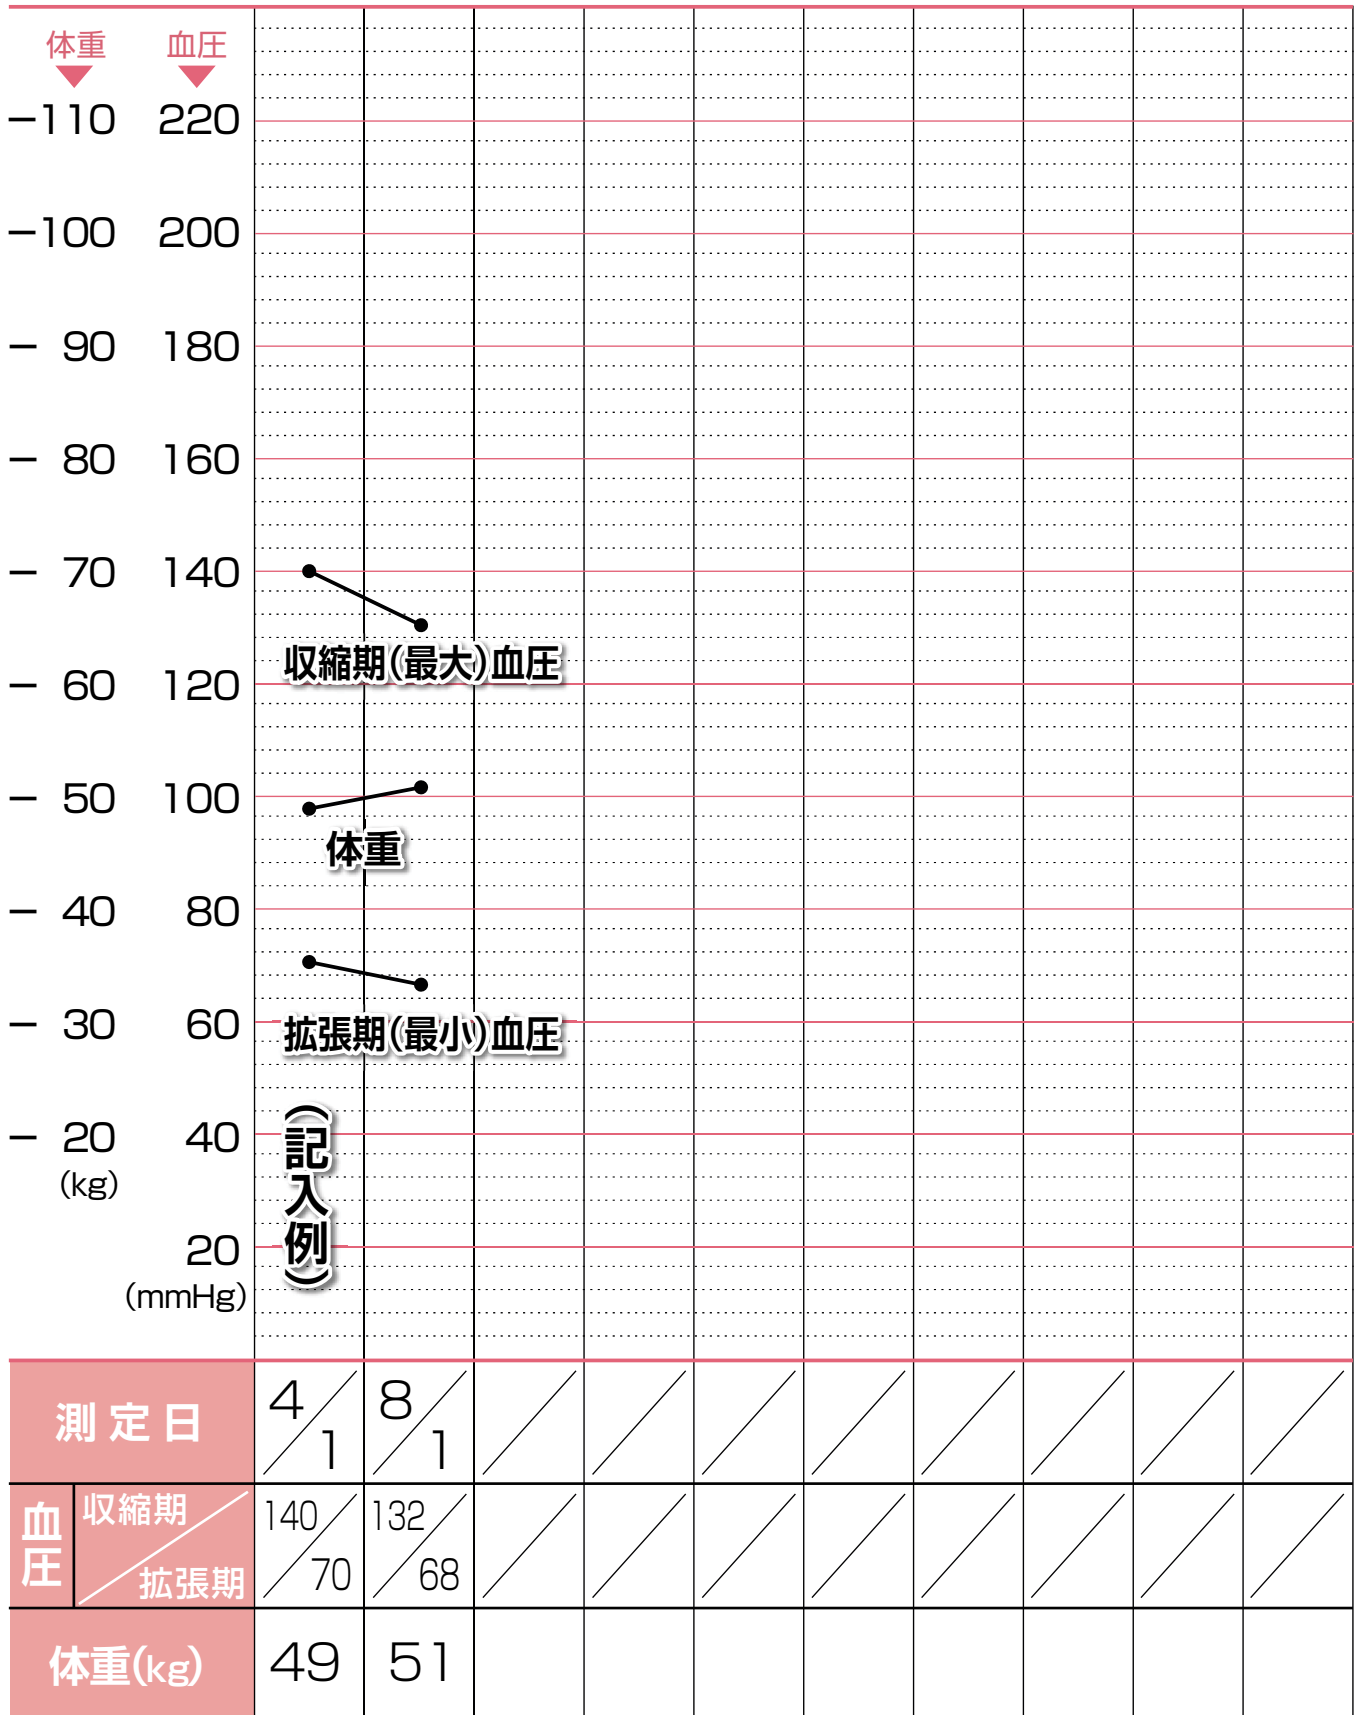 体重 血圧
110 220
100 200
90 180
80 160
70 140
収縮期(最大)血圧
60 120
50 100
体重
40 80
30 60
拡張期(最小)血圧
20 40
(kg)
20
(mmHg)
(記入例)
測定日 4/1 8/1
血圧 収縮期/拡張期 140/70 132/68
体重(kg) 49 51